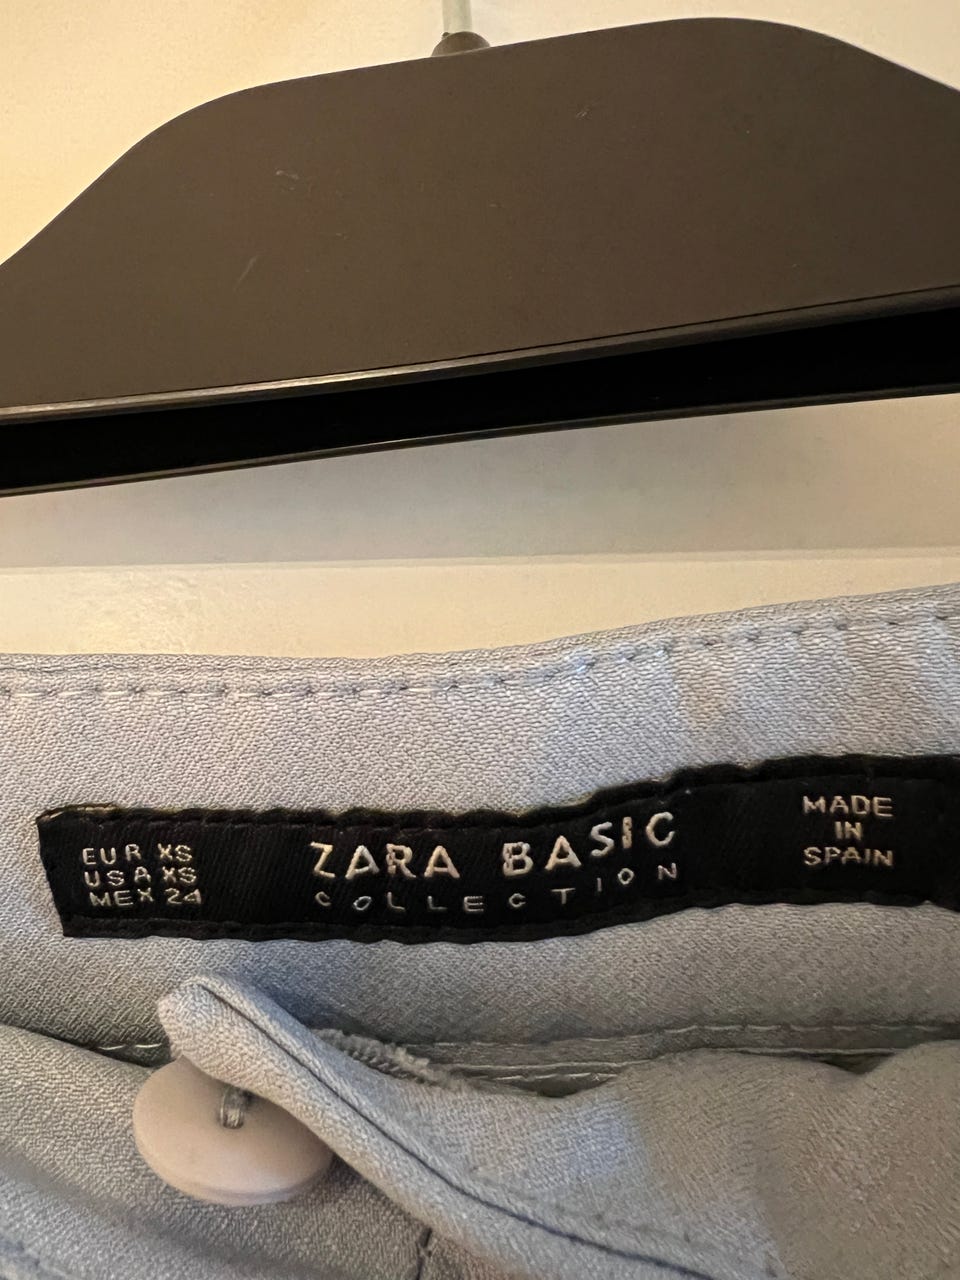 EUR XS
USA XS
MEX 24
ZARA BASIC
COLLECTION
MADE
IN
SPAIN